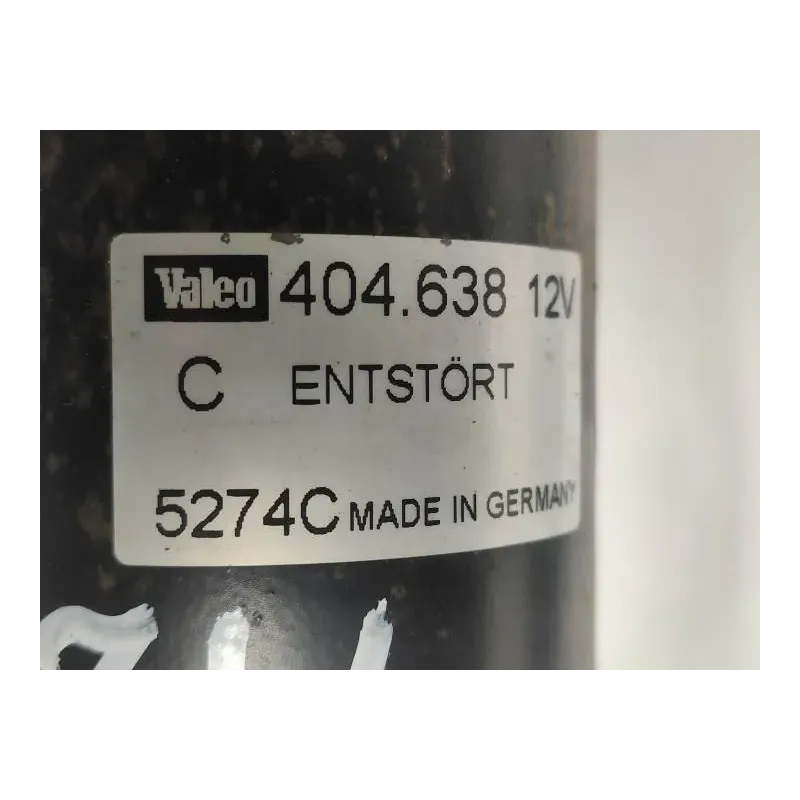 Valeo 404.638 12V
C ENTSTÖRT
5274C MADE IN GERMANY